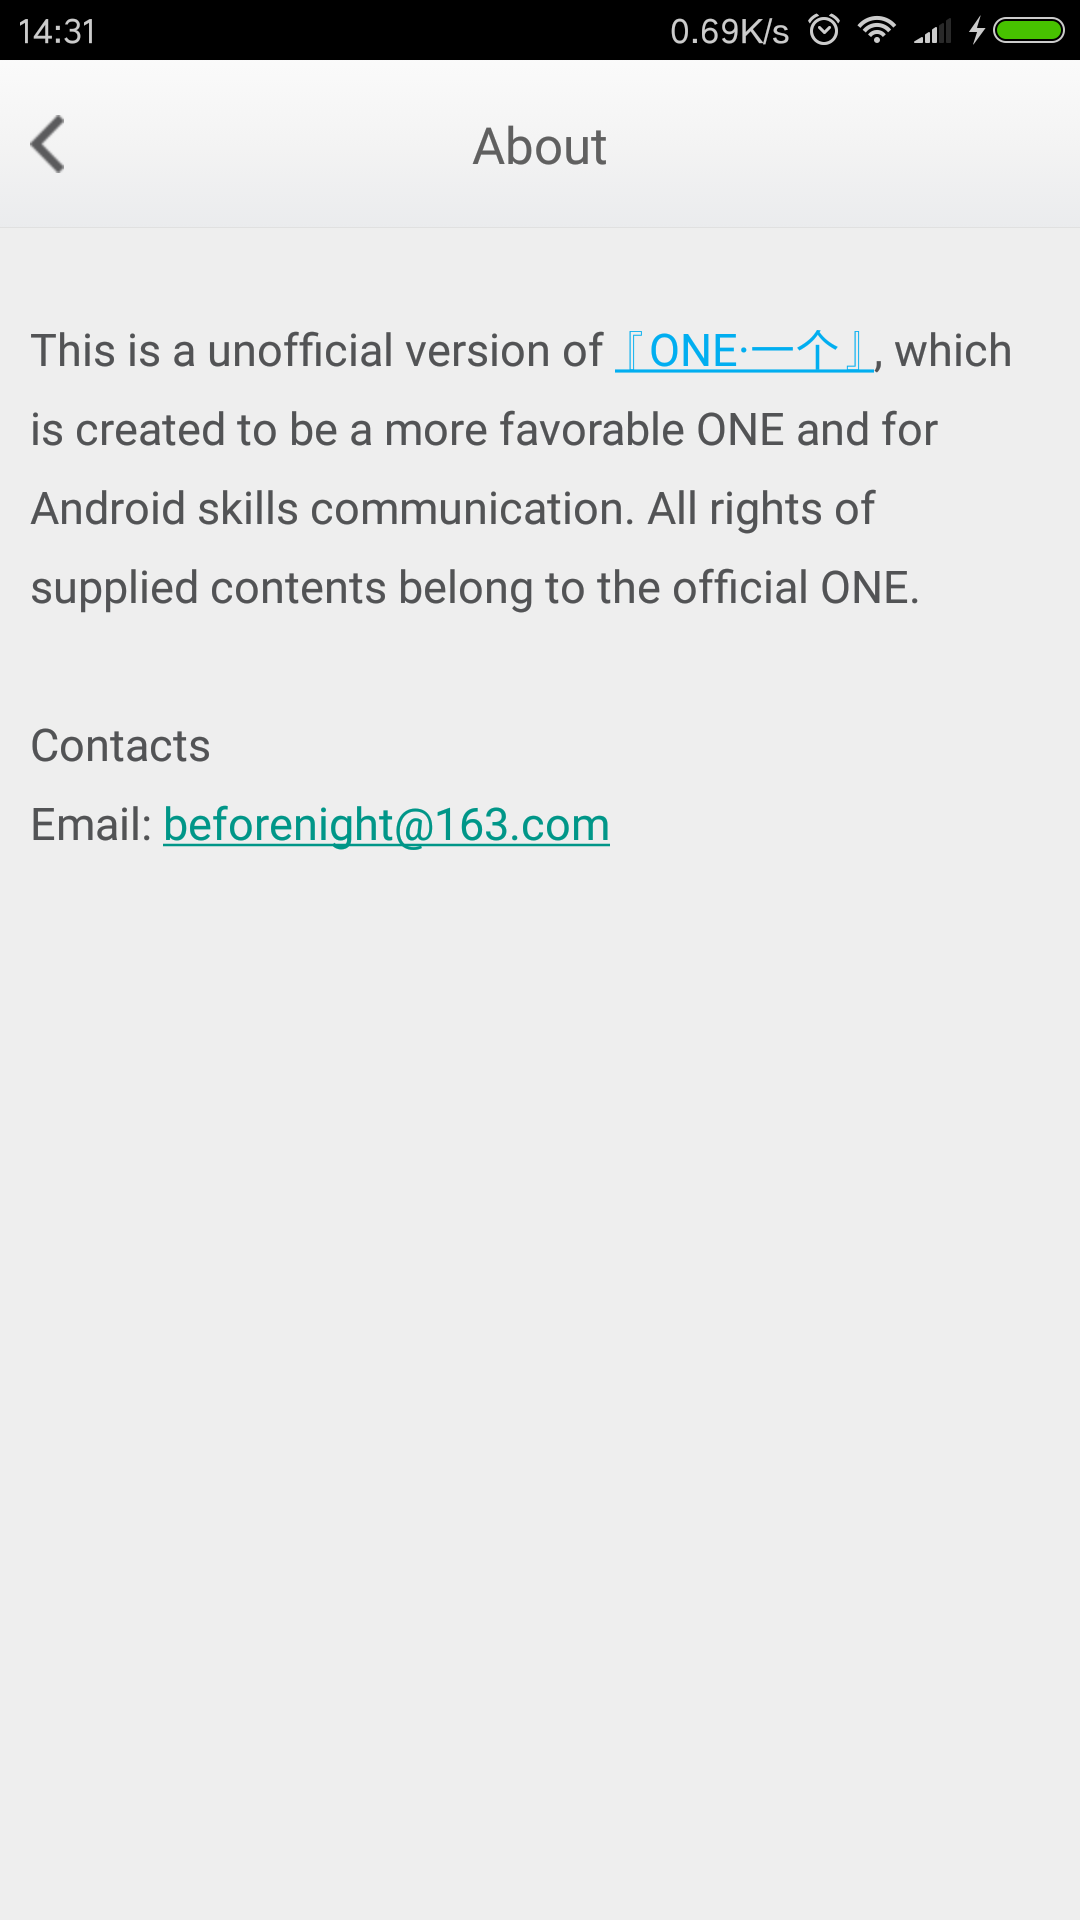 14:31 0.69K/s
About
This is a unofficial version of『ONE·一个』, which
is created to be a more favorable ONE and for
Android skills communication. All rights of
supplied contents belong to the official ONE.
Contacts
Email: beforenight@163.com